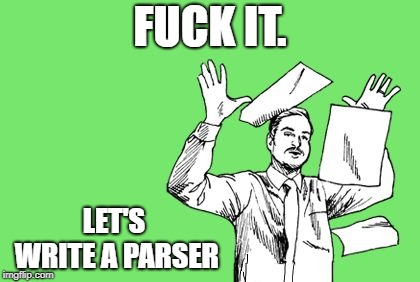 FUCK IT.
LET'S
WRITE A PARSER
imgflip.com